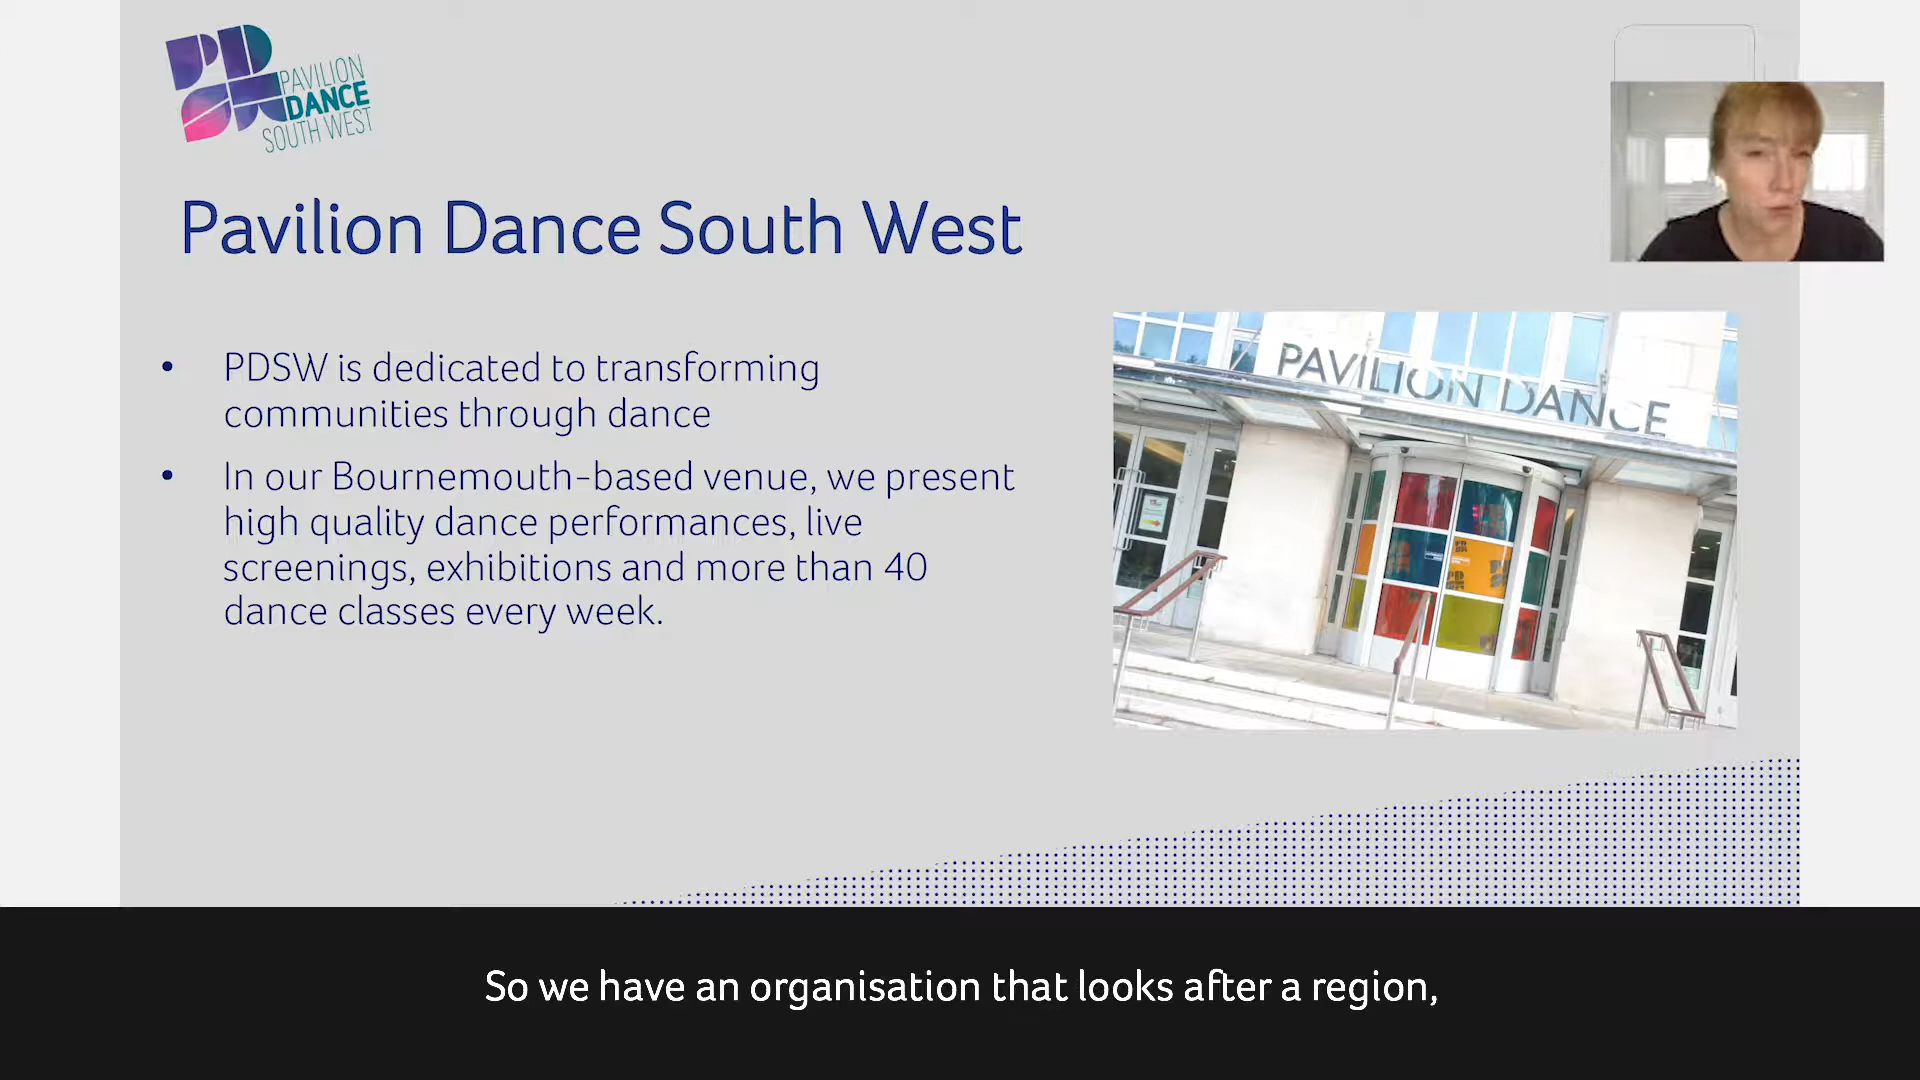 PAVILION
DANCE
SOUTH WEST
Pavilion Dance South West
• PDSW is dedicated to transforming
communities through dance
• In our Bournemouth-based venue, we present
high quality dance performances, live
screenings, exhibitions and more than 40
dance classes every week.
PAVILION DANCE
So we have an organisation that looks after a region,